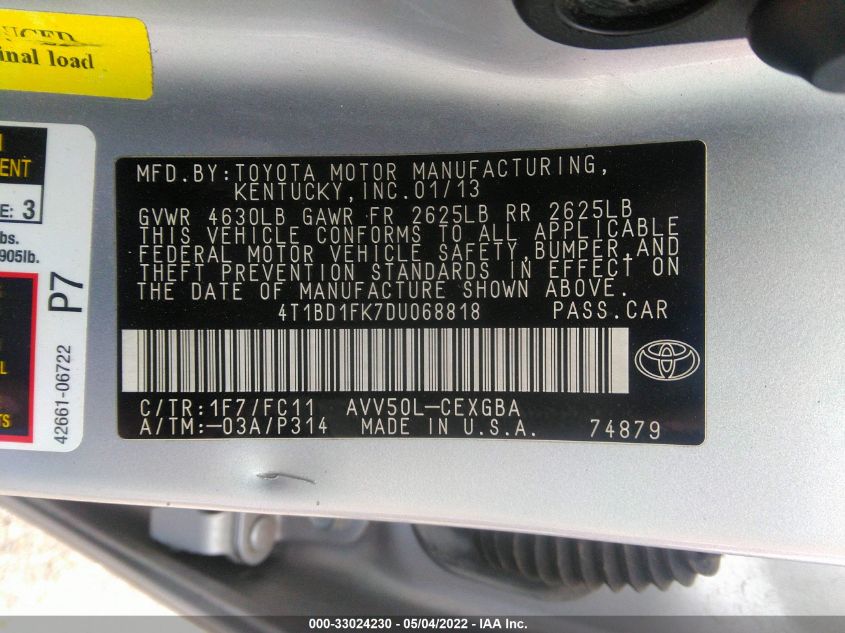 inal load
ENT
E: 3
bs.
905lb.
P7
42661-06722
L
TS
MFD.BY:TOYOTA MOTOR MANUFACTURING,
KENTUCKY,INC.01/13
GVWR 4630LB GAWR FR 2625LB RR 2625LB
THIS VEHICLE CONFORMS TO ALL APPLICABLE
FEDERAL MOTOR VEHICLE SAFETY,BUMPER,AND
THEFT PREVENTION STANDARDS IN EFFECT ON
THE DATE OF MANUFACTURE SHOWN ABOVE.
4T1BD1FK7DU068818 PASS.CAR
C/TR:1F7/FC11 AVV50L-CEXGBA
A/TM:-03A/P314 MADE IN U.S.A. 74879
000-33024230 - 05/04/2022 - IAA Inc.